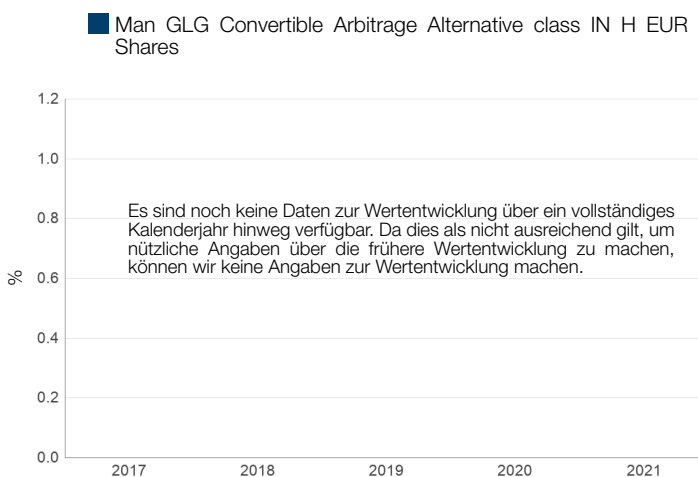 Man GLG Convertible Arbitrage Alternative class IN H EUR
Shares
1.2
1.0
0.8
0.6
0.4
0.2
0.0
%
Es sind noch keine Daten zur Wertentwicklung über ein vollständiges
Kalenderjahr hinweg verfügbar. Da dies als nicht ausreichend gilt, um
nützliche Angaben über die frühere Wertentwicklung zu machen,
können wir keine Angaben zur Wertentwicklung machen.
2017 2018 2019 2020 2021